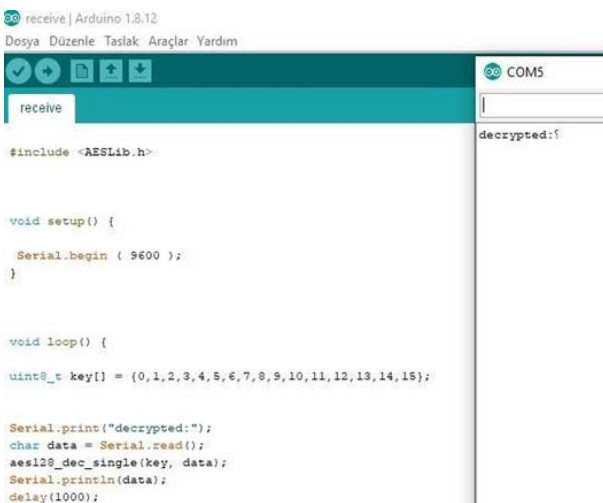 receive | Arduino 1.8.12
Dosya Düzenle Taslak Araçlar Yardım
receive
#include <AESLib.h>
void setup() {
Serial.begin ( 9600 );
}
void loop() {
uint8_t key[] = {0,1,2,3,4,5,6,7,8,9,10,11,12,13,14,15};
Serial.print("decrypted:");
char data = Serial.read();
aes128_dec_single(key, data);
Serial.println(data);
delay(1000);
COM5
decrypted:⸮